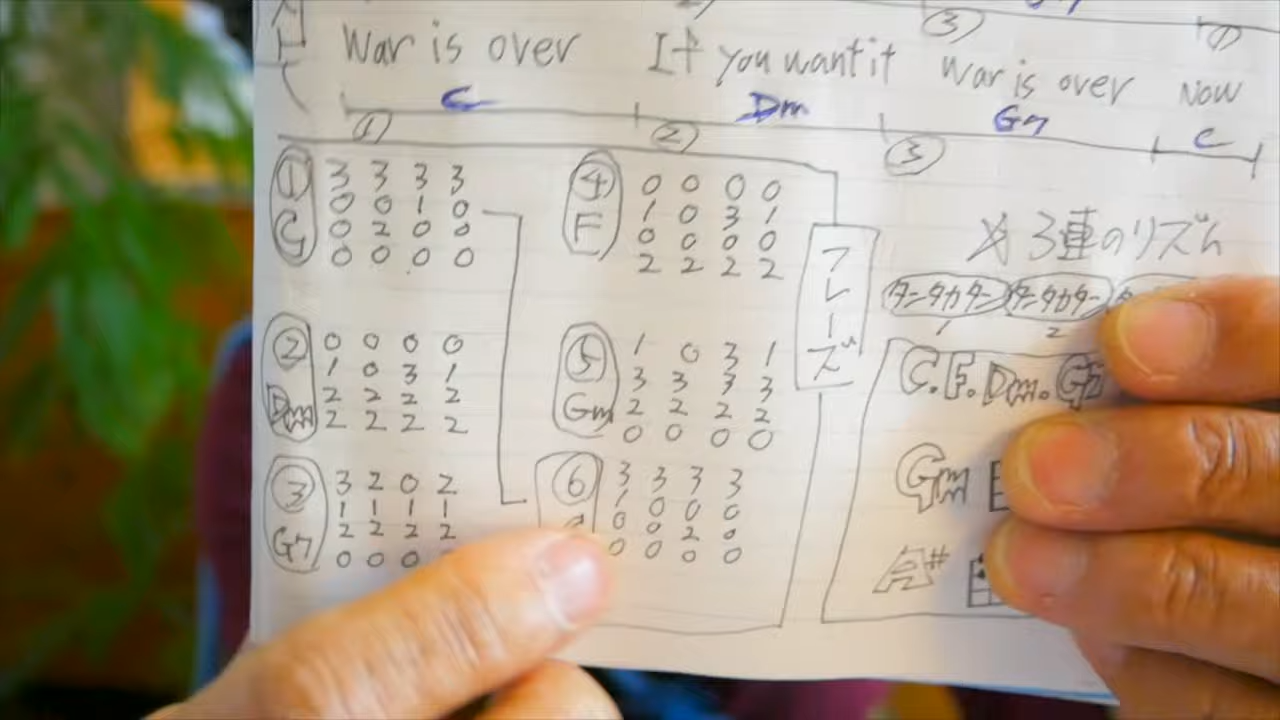 War is over If you want it War is over Now
C Dm G7 C
① ② ③
① C
3 3 3 3
0 0 1 0
0 2 0 0
0 0 0 0
② Dm
0 0 0 0
1 0 3 1
2 2 2 2
2 2 2 2
③ G7
3 2 0 2
1 1 1 1
2 2 2 2
0 0 0
④ F
0 0 0 0
1 0 3 1
0 0 0 0
2 2 2 2
⑤ Gm
1 0 3 1
3 3 3 3
2 2 2 2
0 0 0 0
⑥
3 3 3 3
1 0 0 0
0 0 2 0
0 0 0 0
フレーズ
※3連のリズム
タンタカタンタンタカタン
1 2
C.F.Dm.G7
Gm
A#